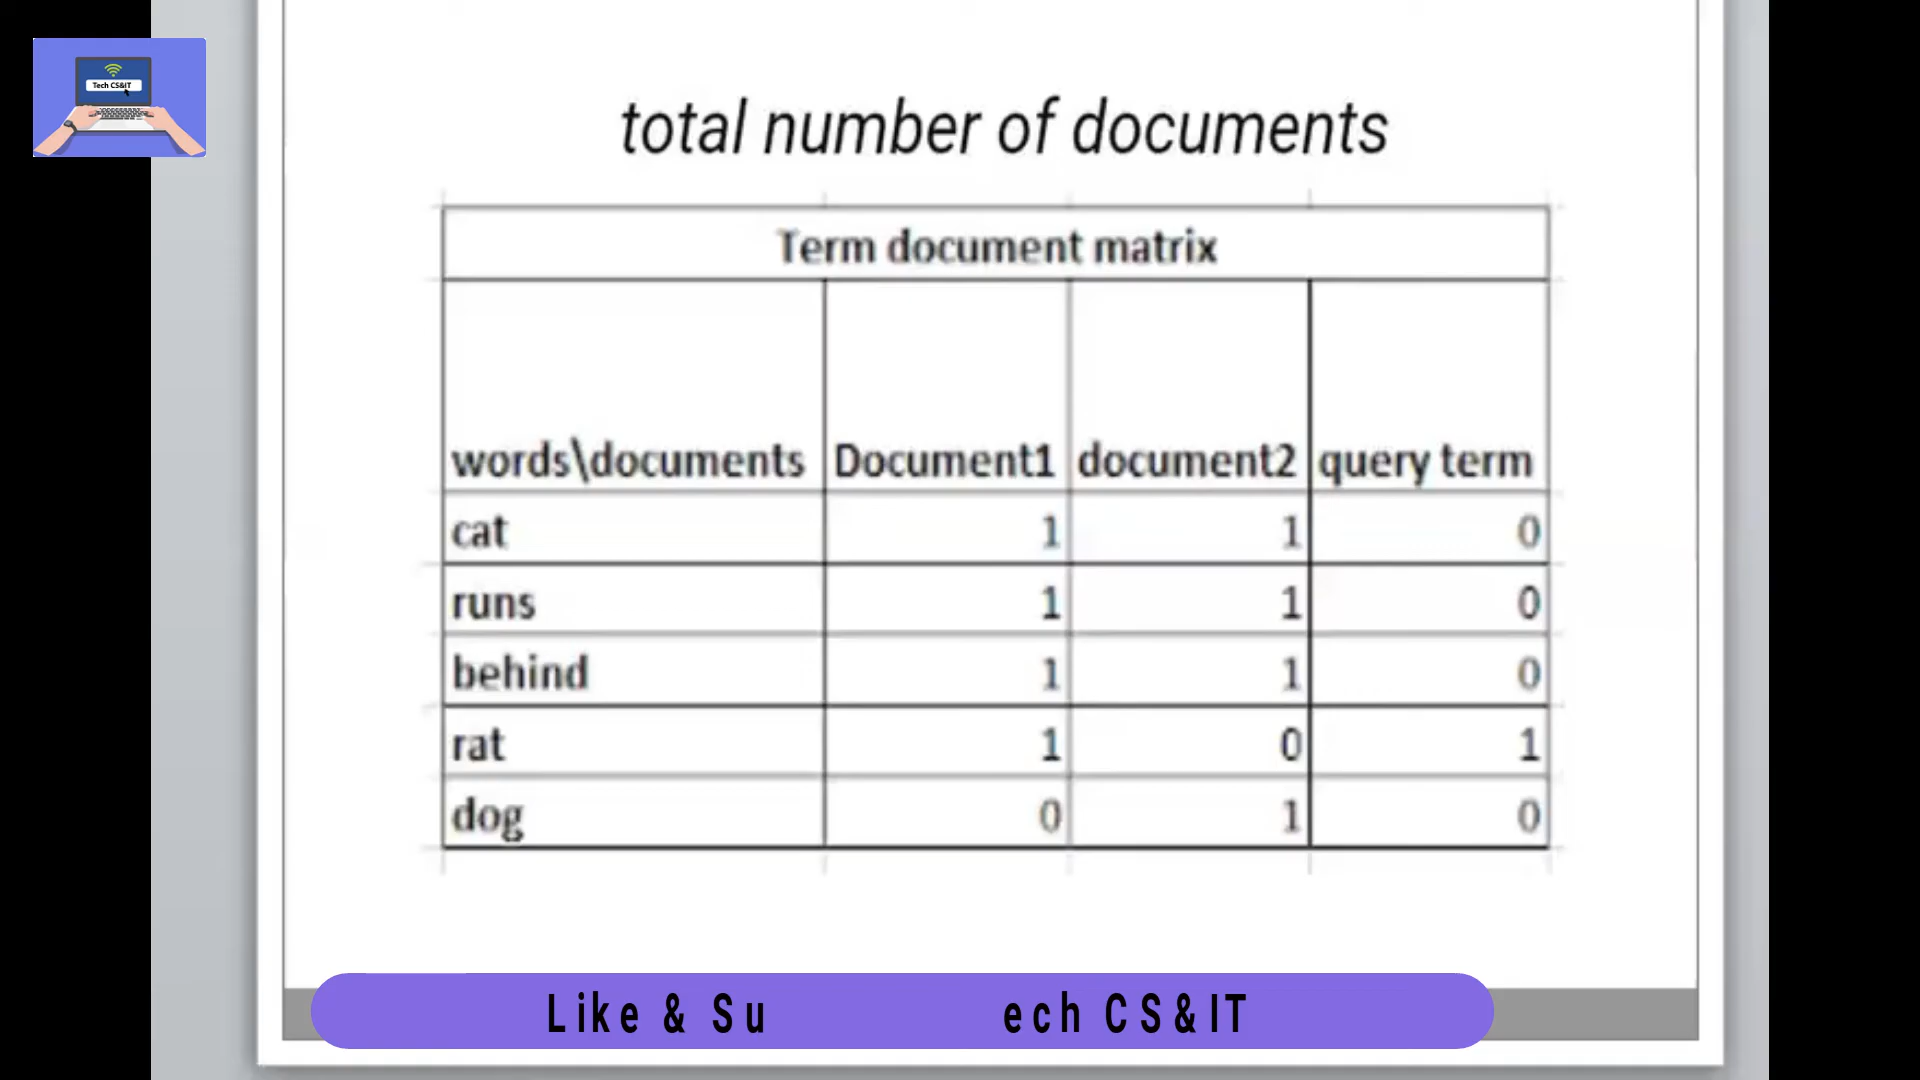 Tech CS&IT
total number of documents
Term document matrix
words\documents Document1 document2 query term
cat 1 1 0
runs 1 1 0
behind 1 1 0
rat 1 0 1
dog 0 1 0
Like & Su ech CS&IT